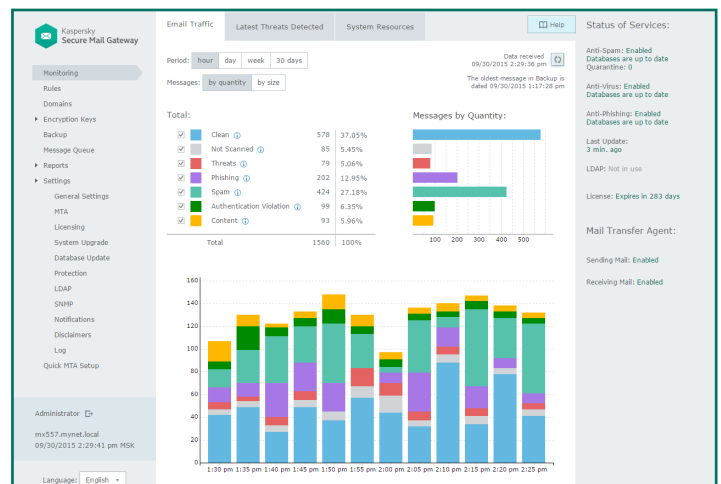 Kaspersky
Secure Mail Gateway
Monitoring
Rules
Domains
Encryption Keys
Backup
Message Queue
Reports
Settings
General Settings
MTA
Licensing
System Upgrade
Database Update
Protection
LDAP
SNMP
Notifications
Disclaimers
Log
Quick MTA Setup
Administrator
mx557.mynet.local
09/30/2015 2:29:41 pm MSK
Language: English
Email Traffic Latest Threats Detected System Resources Help
Period: hour day week 30 days
Data received
09/30/2015 2:29:36 pm
Messages: by quantity by size
The oldest message in Backup is
dated 09/30/2015 1:17:28 pm
Total:
Clean 578 37.05%
Not Scanned 85 5.45%
Threats 79 5.06%
Phishing 202 12.95%
Spam 424 27.18%
Authentication Violation 99 6.35%
Content 93 5.96%
Total 1560 100%
Messages by Quantity:
100 200 300 400 500
160
140
120
100
80
60
40
20
0
1:30 pm 1:35 pm 1:40 pm 1:45 pm 1:50 pm 1:55 pm 2:00 pm 2:05 pm 2:10 pm 2:15 pm 2:20 pm 2:25 pm
Status of Services:
Anti-Spam: Enabled
Databases are up to date
Quarantine: 0
Anti-Virus: Enabled
Databases are up to date
Anti-Phishing: Enabled
Databases are up to date
Last Update:
3 min. ago
LDAP: Not in use
License: Expires in 283 days
Mail Transfer Agent:
Sending Mail: Enabled
Receiving Mail: Enabled